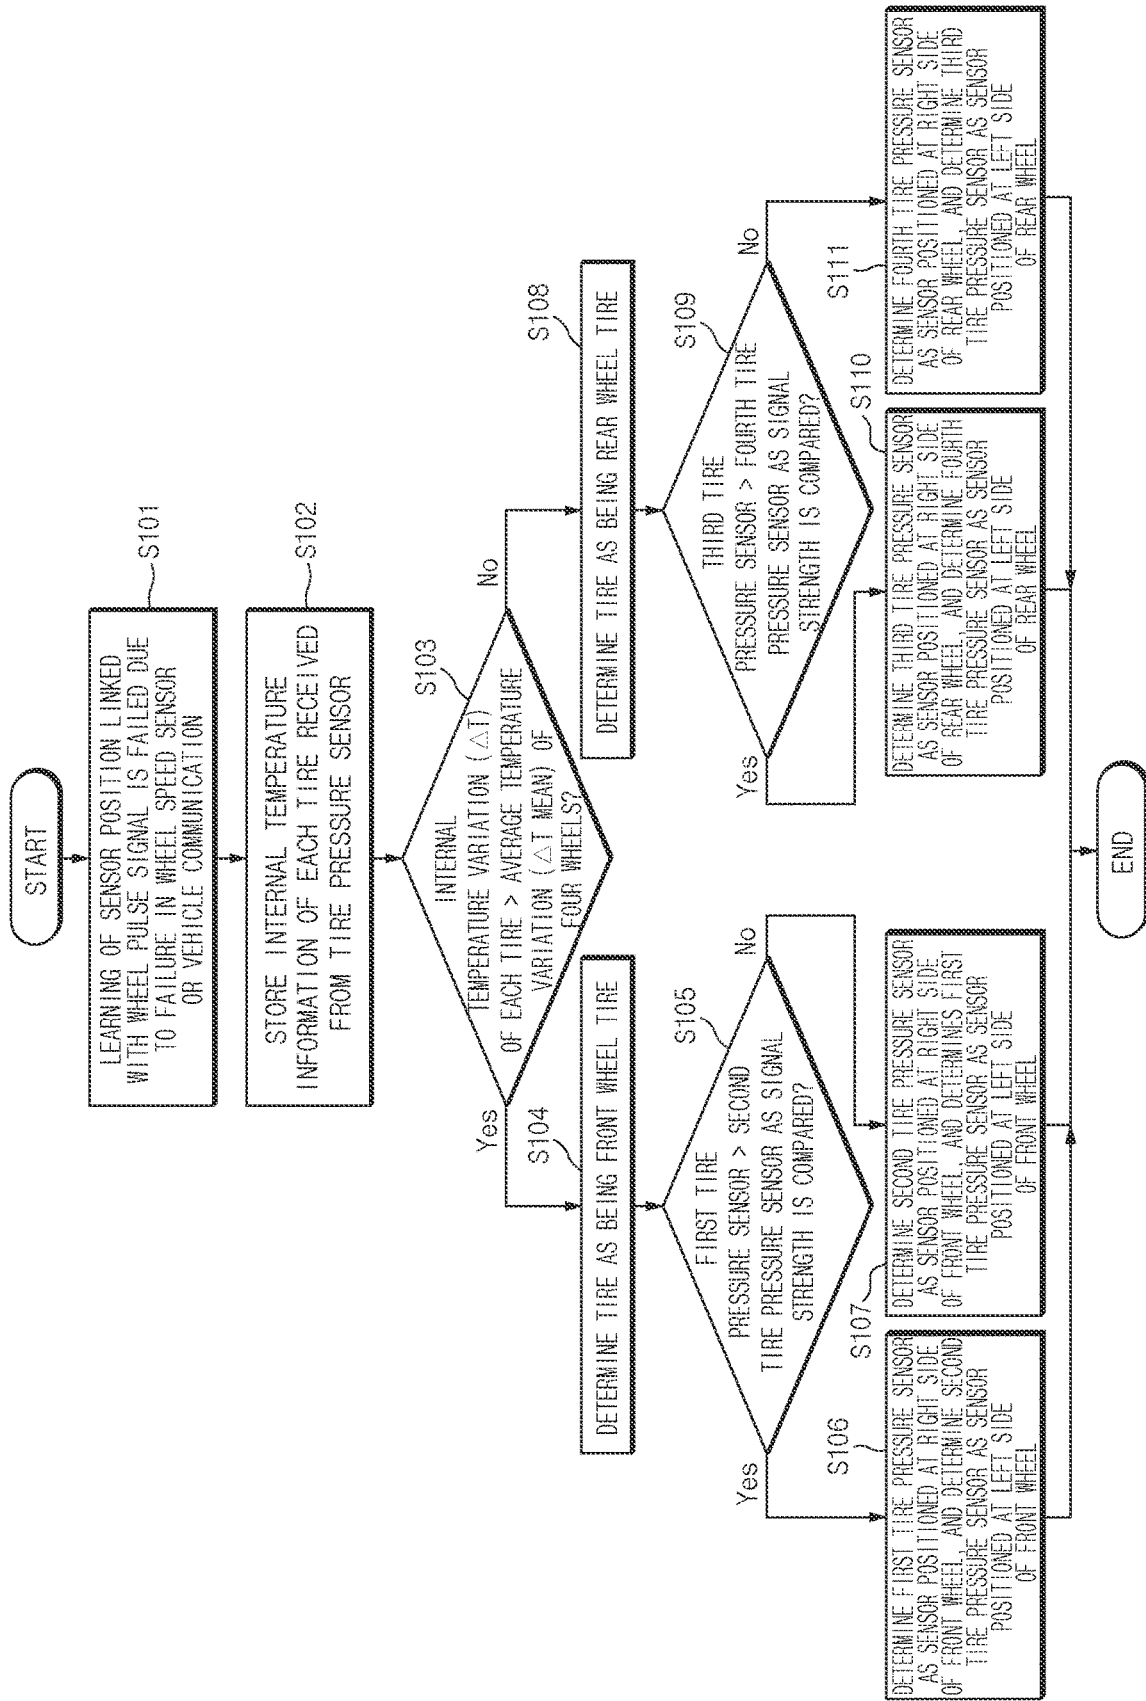 START
LEARNING OF SENSOR POSITION LINKED
WITH WHEEL PULSE SIGNAL IS FAILED DUE
TO FAILURE IN WHEEL SPEED SENSOR
OR VEHICLE COMMUNICATION
S101
STORE INTERNAL TEMPERATURE
INFORMATION OF EACH TIRE RECEIVED
FROM TIRE PRESSURE SENSOR
S102
INTERNAL
TEMPERATURE VARIATION (△T)
OF EACH TIRE > AVERAGE TEMPERATURE
VARIATION (△T MEAN) OF
FOUR WHEELS?
S103
Yes
No
S104
DETERMINE TIRE AS BEING FRONT WHEEL TIRE
DETERMINE TIRE AS BEING REAR WHEEL TIRE
S108
FIRST TIRE
PRESSURE SENSOR > SECOND
TIRE PRESSURE SENSOR AS SIGNAL
STRENGTH IS COMPARED?
S105
Yes
No
THIRD TIRE
PRESSURE SENSOR > FOURTH TIRE
PRESSURE SENSOR AS SIGNAL
STRENGTH IS COMPARED?
S109
Yes
No
S106
DETERMINE FIRST TIRE PRESSURE SENSOR
AS SENSOR POSITIONED AT RIGHT SIDE
OF FRONT WHEEL, AND DETERMINE SECOND
TIRE PRESSURE SENSOR AS SENSOR
POSITIONED AT LEFT SIDE
OF FRONT WHEEL
S107
DETERMINE SECOND TIRE PRESSURE SENSOR
AS SENSOR POSITIONED AT RIGHT SIDE
OF FRONT WHEEL, AND DETERMINES FIRST
TIRE PRESSURE SENSOR AS SENSOR
POSITIONED AT LEFT SIDE
OF FRONT WHEEL
S110
DETERMINE THIRD TIRE PRESSURE SENSOR
AS SENSOR POSITIONED AT RIGHT SIDE
OF REAR WHEEL, AND DETERMINE FOURTH
TIRE PRESSURE SENSOR AS SENSOR
POSITIONED AT LEFT SIDE
OF REAR WHEEL
S111
DETERMINE FOURTH TIRE PRESSURE SENSOR
AS SENSOR POSITIONED AT RIGHT SIDE
OF REAR WHEEL, AND DETERMINE THIRD
TIRE PRESSURE SENSOR AS SENSOR
POSITIONED AT LEFT SIDE
OF REAR WHEEL
END